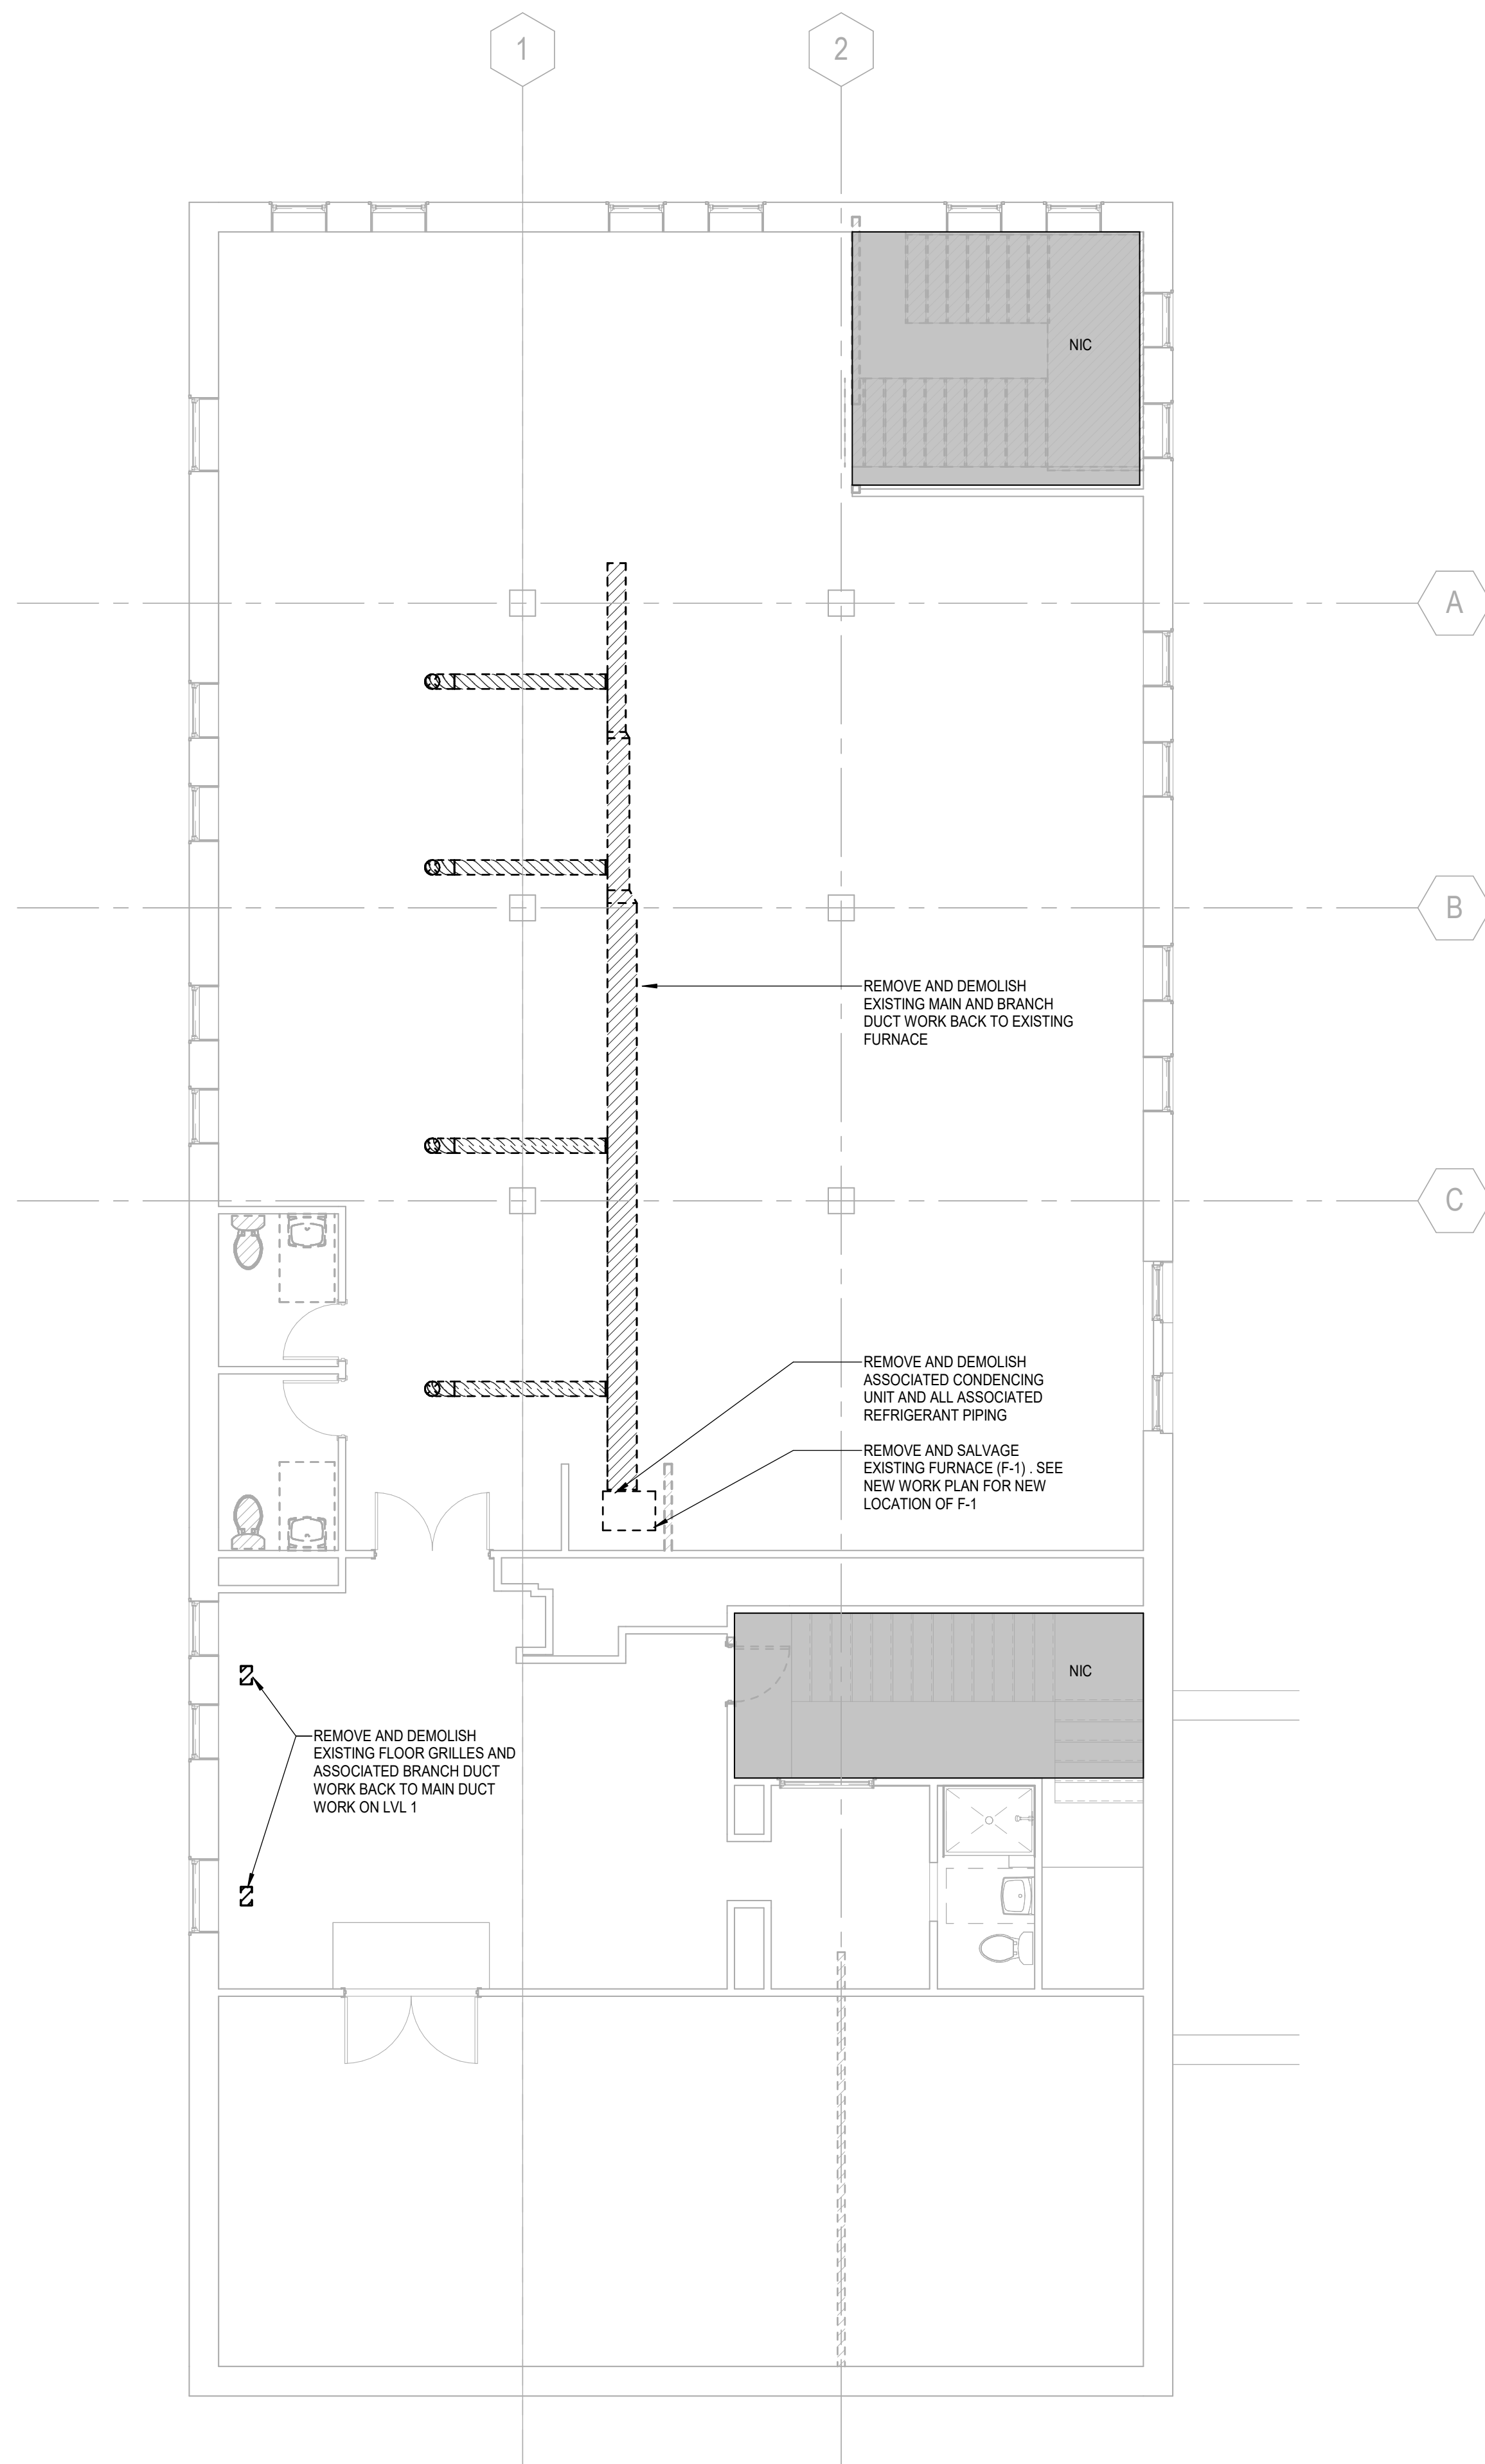 1
2
NIC
A
B
REMOVE AND DEMOLISH
EXISTING MAIN AND BRANCH
DUCT WORK BACK TO EXISTING
FURNACE
C
REMOVE AND DEMOLISH
ASSOCIATED CONDENCING
UNIT AND ALL ASSOCIATED
REFRIGERANT PIPING
REMOVE AND SALVAGE
EXISTING FURNACE (F-1) . SEE
NEW WORK PLAN FOR NEW
LOCATION OF F-1
NIC
REMOVE AND DEMOLISH
EXISTING FLOOR GRILLES AND
ASSOCIATED BRANCH DUCT
WORK BACK TO MAIN DUCT
WORK ON LVL 1